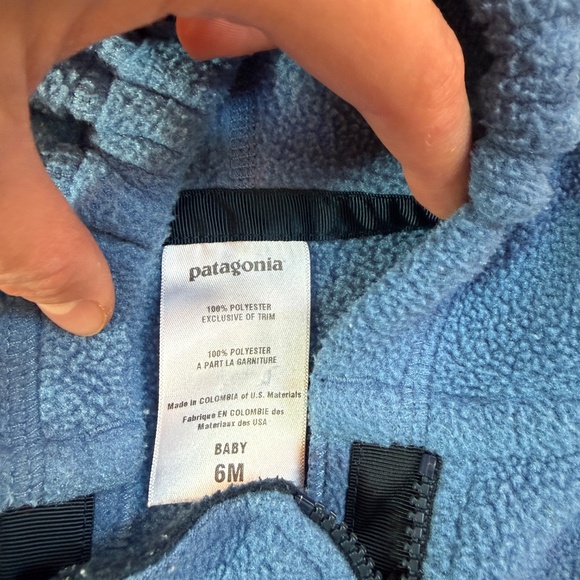 patagonia
100% POLYESTER
EXCLUSIVE OF TRIM
100% POLYESTER
A PART LA GARNITURE
Made in COLOMBIA of U.S. Materials
Fabrique EN COLOMBIE des
Materiaux des USA
BABY
6M